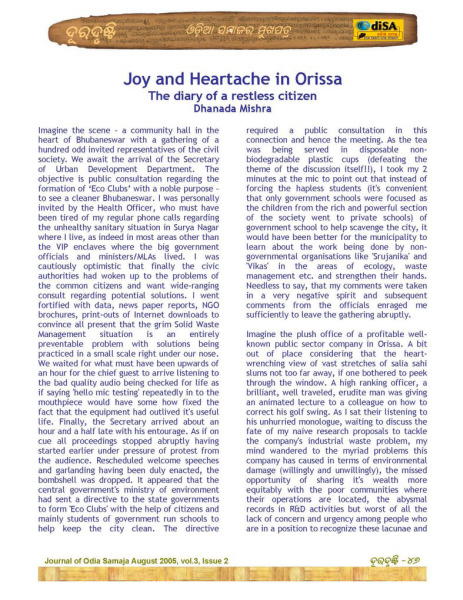 ଦୂରଦୃଷ୍ଟି
ଓଡ଼ିଆ ସମାଜର ମୁଖପତ୍ର
diSA
Joy and Heartache in Orissa
The diary of a restless citizen
Dhanada Mishra
Imagine the scene - a community hall in the
heart of Bhubaneswar with a gathering of a
hundred odd invited representatives of the civil
society. We await the arrival of the Secretary
of Urban Development Department. The
objective is public consultation regarding the
formation of 'Eco Clubs' with a noble purpose –
to see a cleaner Bhubaneswar. I was personally
invited by the Health Officer, who must have
been tired of my regular phone calls regarding
the unhealthy sanitary situation in Surya Nagar
where I live, as indeed in most areas other than
the VIP enclaves where the big government
officials and ministers/MLAs lived. I was
cautiously optimistic that finally the civic
authorities had woken up to the problems of
the common citizens and want wide-ranging
consult regarding potential solutions. I went
fortified with data, news paper reports, NGO
brochures, print-outs of Internet downloads to
convince all present that the grim Solid Waste
Management situation is an entirely
preventable problem with solutions being
practiced in a small scale right under our nose.
We waited for what must have been upwards of
an hour for the chief guest to arrive listening to
the bad quality audio being checked for life as
if saying 'hello mic testing' repeatedly in to the
mouthpiece would have some how fixed the
fact that the equipment had outlived it's useful
life. Finally, the Secretary arrived about an
hour and a half late with his entourage. As if on
cue all proceedings stopped abruptly having
started earlier under pressure of protest from
the audience. Rescheduled welcome speeches
and garlanding having been duly enacted, the
bombshell was dropped. It appeared that the
central government's ministry of environment
had sent a directive to the state governments
to form 'Eco Clubs' with the help of citizens and
mainly students of government run schools to
help keep the city clean. The directive
required a public consultation in this
connection and hence the meeting. As the tea
was being served in disposable non-
biodegradable plastic cups (defeating the
theme of the discussion itself!!), I took my 2
minutes at the mic to point out that instead of
forcing the hapless students (it's convenient
that only government schools were focused as
the children from the rich and powerful section
of the society went to private schools) of
government school to help scavenge the city, it
would have been better for the municipality to
learn about the work being done by non-
governmental organisations like 'Srujanika' and
'Vikas' in the areas of ecology, waste
management etc. and strengthen their hands.
Needless to say, that my comments were taken
in a very negative spirit and subsequent
comments from the officials enraged me
sufficiently to leave the gathering abruptly.
Imagine the plush office of a profitable well-
known public sector company in Orissa. A bit
out of place considering that the heart-
wrenching view of vast stretches of salia sahi
slums not too far away, if one bothered to peek
through the window. A high ranking officer, a
brilliant, well traveled, erudite man was giving
an animated lecture to a colleague on how to
correct his golf swing. As I sat their listening to
his unhurried monologue, waiting to discuss the
fate of my naive research proposals to tackle
the company's industrial waste problem, my
mind wandered to the myriad problems this
company has caused in terms of environmental
damage (willingly and unwillingly), the missed
opportunity of sharing it's wealth more
equitably with the poor communities where
their operations are located, the abysmal
records in R&D activities but worst of all the
lack of concern and urgency among people who
are in a position to recognize these lacunae and
Journal of Odia Samaja August 2005, vol.3, Issue 2
ଦୂରଦୃଷ୍ଟି –